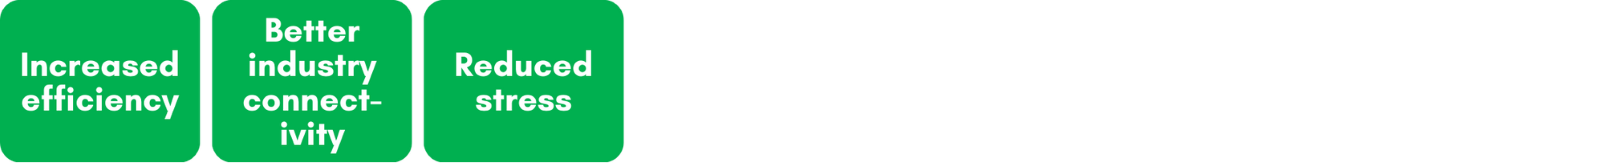 Increased
efficiency
Better
industry
connect-
ivity
Reduced
stress